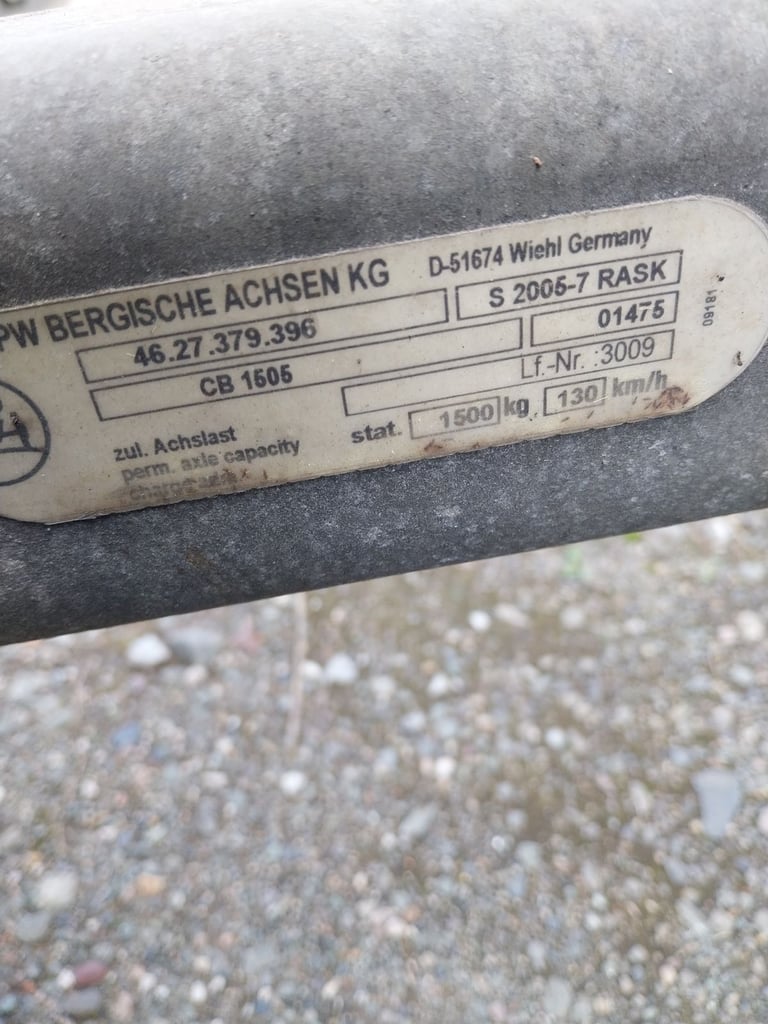 PW BERGISCHE ACHSEN KG D-51674 Wiehl Germany
46.27.379.396 S 2005-7 RASK
CB 1505 01475
Lf.-Nr. :3009
zul. Achslast
perm. axle capacity
stat. 1500 kg 130 km/h
09181